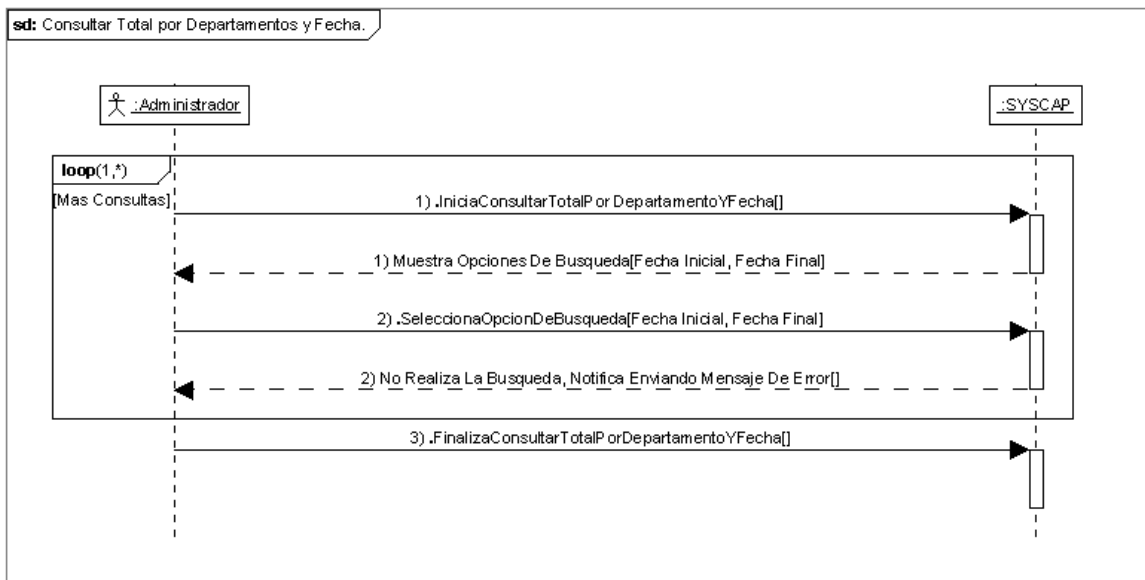 sd: Consultar Total por Departamentos y Fecha.
:Administrador
:SYSCAP
loop(1,*)
[Mas Consultas]
1) .IniciaConsultarTotalPorDepartamentoYFecha[]
1) Muestra Opciones De Busqueda[Fecha Inicial, Fecha Final]
2) .SeleccionaOpcionDeBusqueda[Fecha Inicial, Fecha Final]
2) No Realiza La Busqueda, Notifica Enviando Mensaje De Error[]
3) .FinalizaConsultarTotalPorDepartamentoYFecha[]